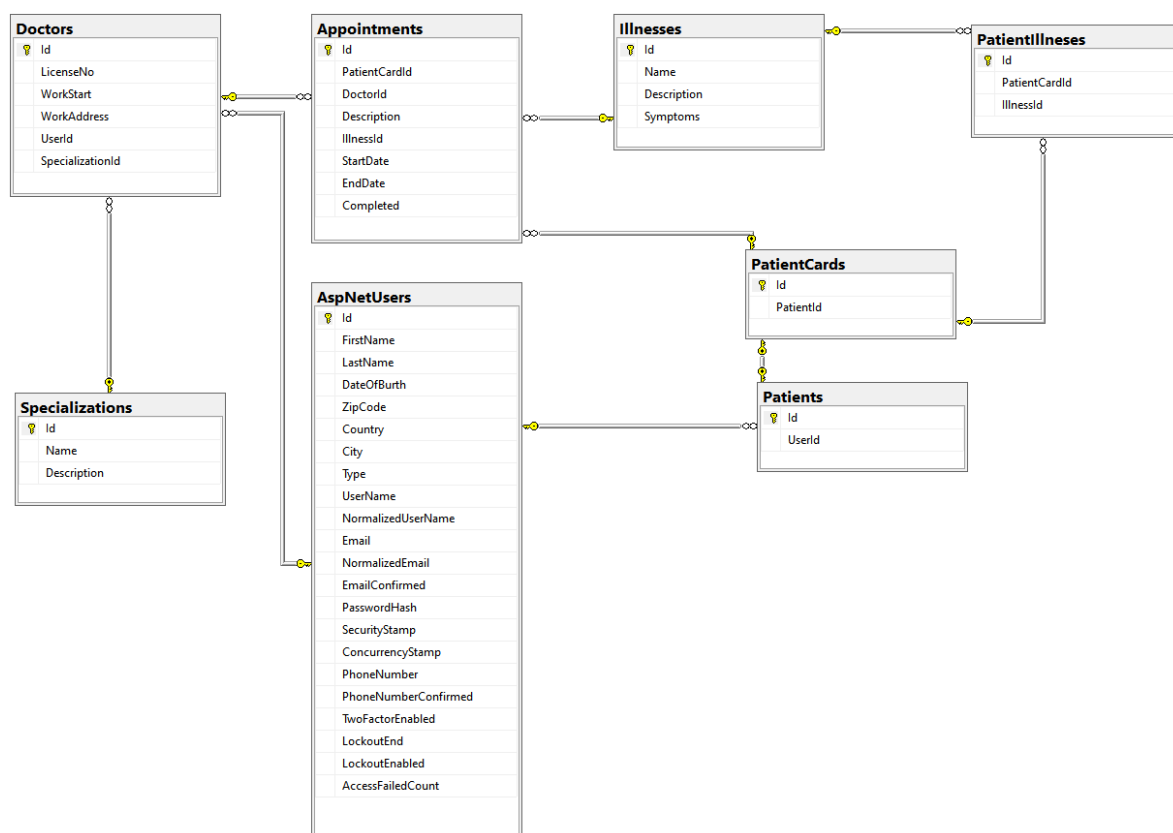 Doctors
Id
LicenseNo
WorkStart
WorkAddress
UserId
SpecializationId
Appointments
Id
PatientCardId
DoctorId
Description
IllnessId
StartDate
EndDate
Completed
Illnesses
Id
Name
Description
Symptoms
PatientIllneses
Id
PatientCardId
IllnessId
PatientCards
Id
PatientId
AspNetUsers
Id
FirstName
LastName
DateOfBurth
ZipCode
Country
City
Type
UserName
NormalizedUserName
Email
NormalizedEmail
EmailConfirmed
PasswordHash
SecurityStamp
ConcurrencyStamp
PhoneNumber
PhoneNumberConfirmed
TwoFactorEnabled
LockoutEnd
LockoutEnabled
AccessFailedCount
Patients
Id
UserId
Specializations
Id
Name
Description